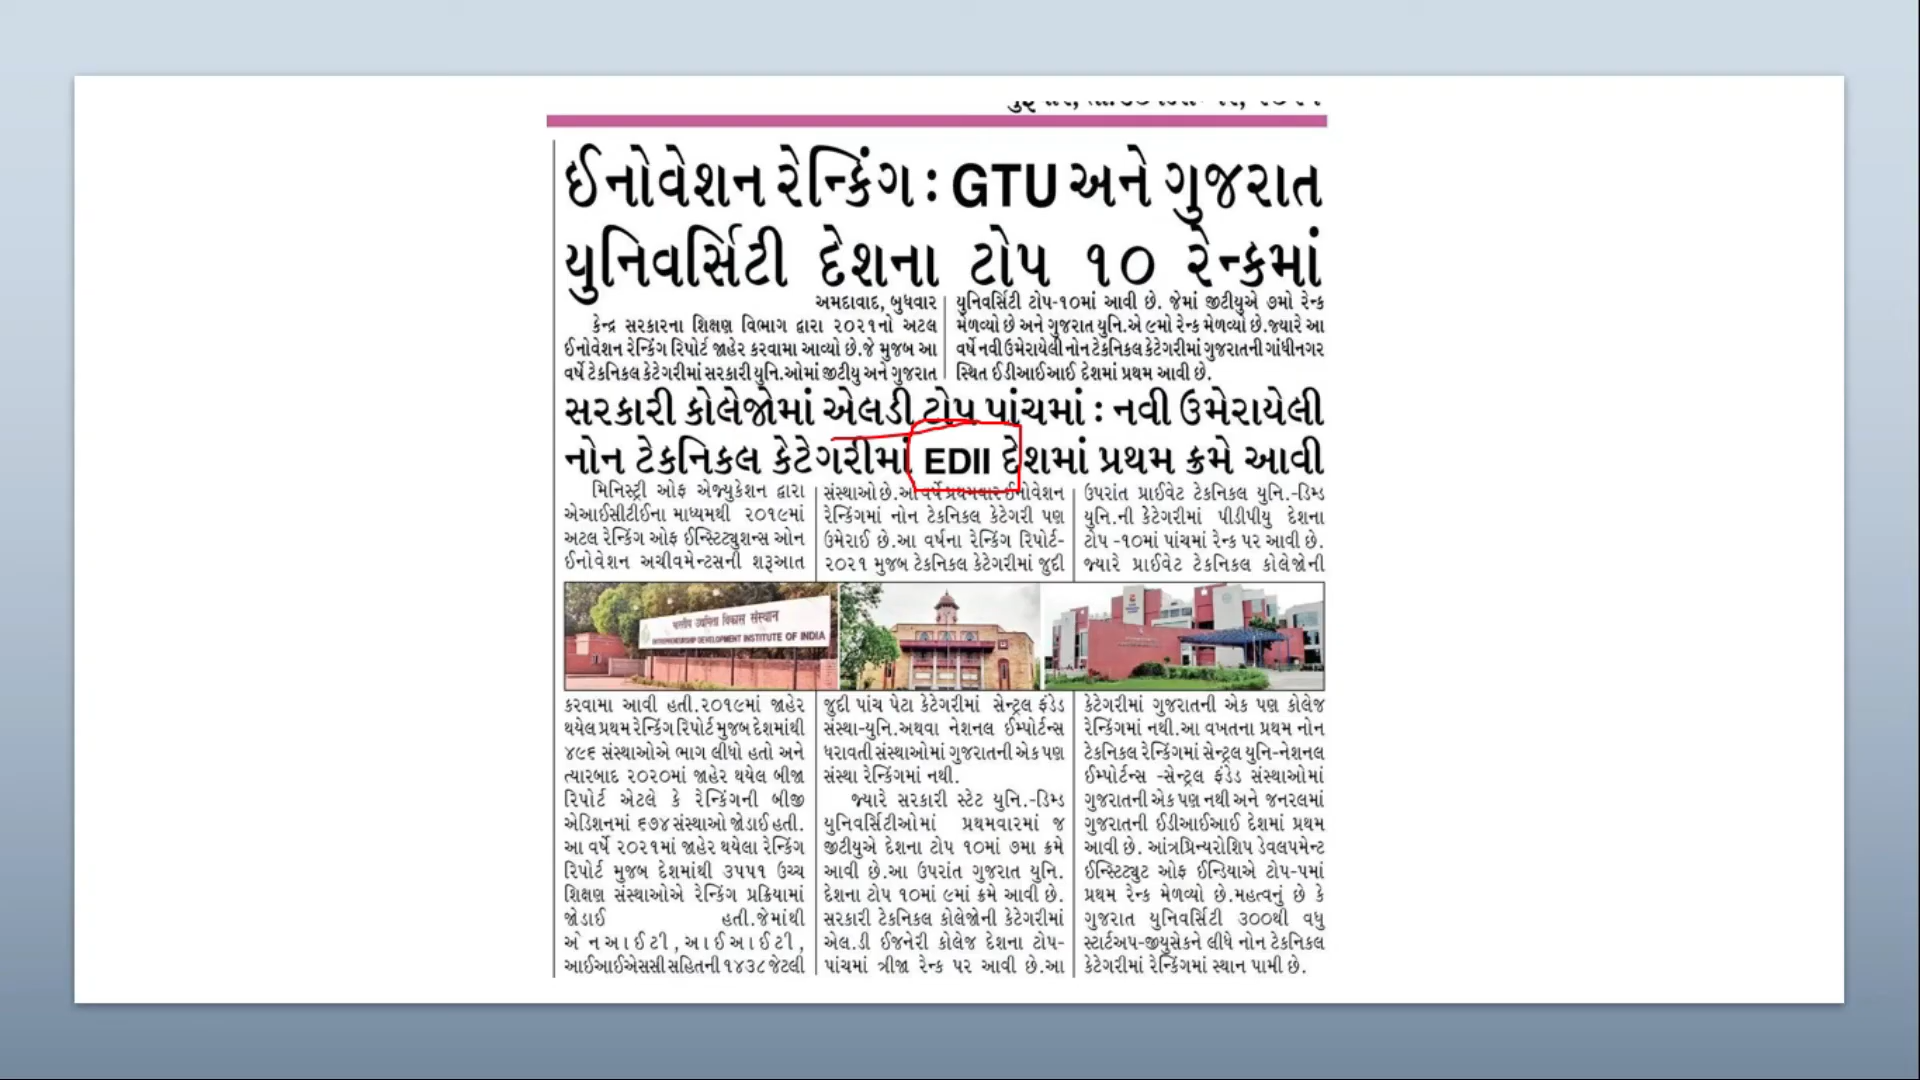 ઈનોવેશન રેન્કિંગ : GTU અને ગુજરાત
યુનિવર્સિટી દેશના ટોપ ૧૦ રેન્કમાં
અમદાવાદ, બુધવાર
કેન્દ્ર સરકારના શિક્ષણ વિભાગ દ્વારા ૨૦૨૧નો અટલ
ઈનોવેશન રેન્કિંગ રિપોર્ટ જાહેર કરવામા આવ્યો છે.જે મુજબ આ
વર્ષે ટેકનિકલ કેટેગરીમાં સરકારી યુનિ.ઓમાં જીટીયુ અને ગુજરાત
યુનિવર્સિટી ટોપ-૧૦માં આવી છે. જેમાં જીટીયુએ ૭મો રેન્ક
મેળવ્યો છે અને ગુજરાત યુનિ.એ ૯મો રેન્ક મેળવ્યો છે.જ્યારે આ
વર્ષે નવી ઉમેરાયેલી નોન ટેકનિકલ કેટેગરીમાં ગુજરાતની ગાંધીનગર
સ્થિત ઈડીઆઈઆઈ દેશમાં પ્રથમ આવી છે.
સરકારી કોલેજોમાં એલડી ટોપ પાંચમાં : નવી ઉમેરાયેલી
નોન ટેકનિકલ કેટેગરીમાં EDII દેશમાં પ્રથમ ક્રમે આવી
મિનિસ્ટ્રી ઓફ એજ્યુકેશન દ્વારા
એઆઈસીટીઈના માધ્યમથી ૨૦૧૯માં
અટલ રેન્કિંગ ઓફ ઈન્સ્ટિટ્યુશન્સ ઓન
ઈનોવેશન અચીવમેન્ટસની શરૂઆત
भारतीय उद्यमिता विकास संस्थान
ENTREPRENEURSHIP DEVELOPMENT INSTITUTE OF INDIA
કરવામા આવી હતી.૨૦૧૯માં જાહેર
થયેલ પ્રથમ રેન્કિંગ રિપોર્ટ મુજબ દેશમાંથી
૪૯૬ સંસ્થાઓએ ભાગ લીધો હતો અને
ત્યારબાદ ૨૦૨૦માં જાહેર થયેલ બીજા
રિપોર્ટ એટલે કે રેન્કિંગની બીજી
એડિશનમાં ૬૭૪ સંસ્થાઓ જોડાઈ હતી.
આ વર્ષે ૨૦૨૧માં જાહેર થયેલા રેન્કિંગ
રિપોર્ટ મુજબ દેશમાંથી ૩૫૫૧ ઉચ્ચ
શિક્ષણ સંસ્થાઓએ રેન્કિંગ પ્રક્રિયામાં
જોડાઈ હતી.જેમાંથી
એનઆઈટી,આઈઆઈટી,
આઈઆઈએસસી સહિતની ૧૪૩૮ જેટલી
સંસ્થાઓ છે.આ વર્ષે પ્રથમવાર ઈનોવેશન
રેન્કિંગમાં નોન ટેકનિકલ કેટેગરી પણ
ઉમેરાઈ છે.આ વર્ષના રેન્કિંગ રિપોર્ટ-
૨૦૨૧ મુજબ ટેકનિકલ કેટેગરીમાં જુદી
જુદી પાંચ પેટા કેટેગરીમાં સેન્ટ્રલ ફંડેડ
સંસ્થા-યુનિ.અથવા નેશનલ ઈમ્પોર્ટન્સ
ધરાવતી સંસ્થાઓમાં ગુજરાતની એક પણ
સંસ્થા રેન્કિંગમાં નથી.
જ્યારે સરકારી સ્ટેટ યુનિ.-ડિમ્ડ
યુનિવર્સિટીઓમાં પ્રથમવારમાં જ
જીટીયુએ દેશના ટોપ ૧૦માં ૭મા ક્રમે
આવી છે.આ ઉપરાંત ગુજરાત યુનિ.
દેશના ટોપ ૧૦માં ૯માં ક્રમે આવી છે.
સરકારી ટેકનિકલ કોલેજોની કેટેગરીમાં
એલ.ડી ઈજનેરી કોલેજ દેશના ટોપ-
પાંચમાં ત્રીજા રેન્ક પર આવી છે.આ
ઉપરાંત પ્રાઈવેટ ટેકનિકલ યુનિ.-ડિમ્ડ
યુનિ.ની કેટેગરીમાં પીડીપીયુ દેશના
ટોપ -૧૦માં પાંચમાં રેન્ક પર આવી છે.
જ્યારે પ્રાઈવેટ ટેકનિકલ કોલેજોની
કેટેગરીમાં ગુજરાતની એક પણ કોલેજ
રેન્કિંગમાં નથી.આ વખતના પ્રથમ નોન
ટેકનિકલ રેન્કિંગમાં સેન્ટ્રલ યુનિ-નેશનલ
ઈમ્પોર્ટન્સ -સેન્ટ્રલ ફંડેડ સંસ્થાઓમાં
ગુજરાતની એક પણ નથી અને જનરલમાં
ગુજરાતની ઈડીઆઈઆઈ દેશમાં પ્રથમ
આવી છે. આંત્રપ્રિન્યરોશિપ ડેવલપમેન્ટ
ઈન્સ્ટિટ્યુટ ઓફ ઈન્ડિયાએ ટોપ-૫માં
પ્રથમ રેન્ક મેળવ્યો છે.મહત્વનું છે કે
ગુજરાત યુનિવર્સિટી ૩૦૦થી વધુ
સ્ટાર્ટઅપ-જીયુસેકને લીધે નોન ટેકનિકલ
કેટેગરીમાં રેન્કિંગમાં સ્થાન પામી છે.